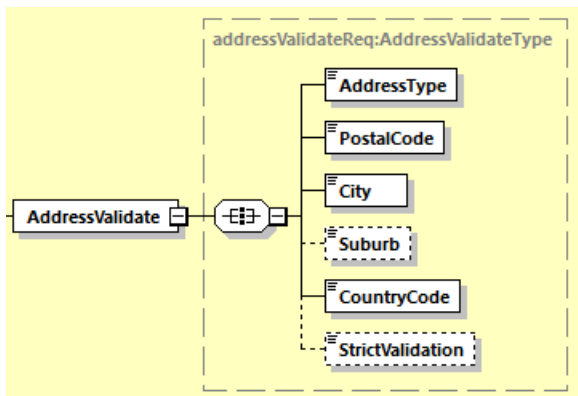 addressValidateReq:AddressValidateType
AddressType
PostalCode
City
AddressValidate
Suburb
CountryCode
StrictValidation